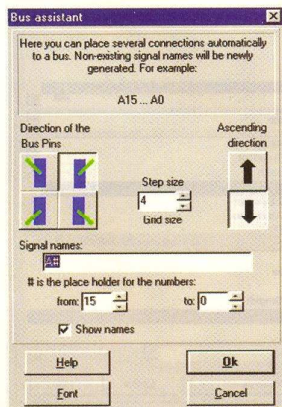 Bus assistant
Here you can place several connections automatically
to a bus. Non-existing signal names will be newly
generated. For example:
A15 ... A0
Direction of the
Bus Pins
Ascending
direction
Step size
4
Grid size
Signal names:
A#
# is the place holder for the numbers:
from: 15 to: 0
Show names
Help
Ok
Font
Cancel